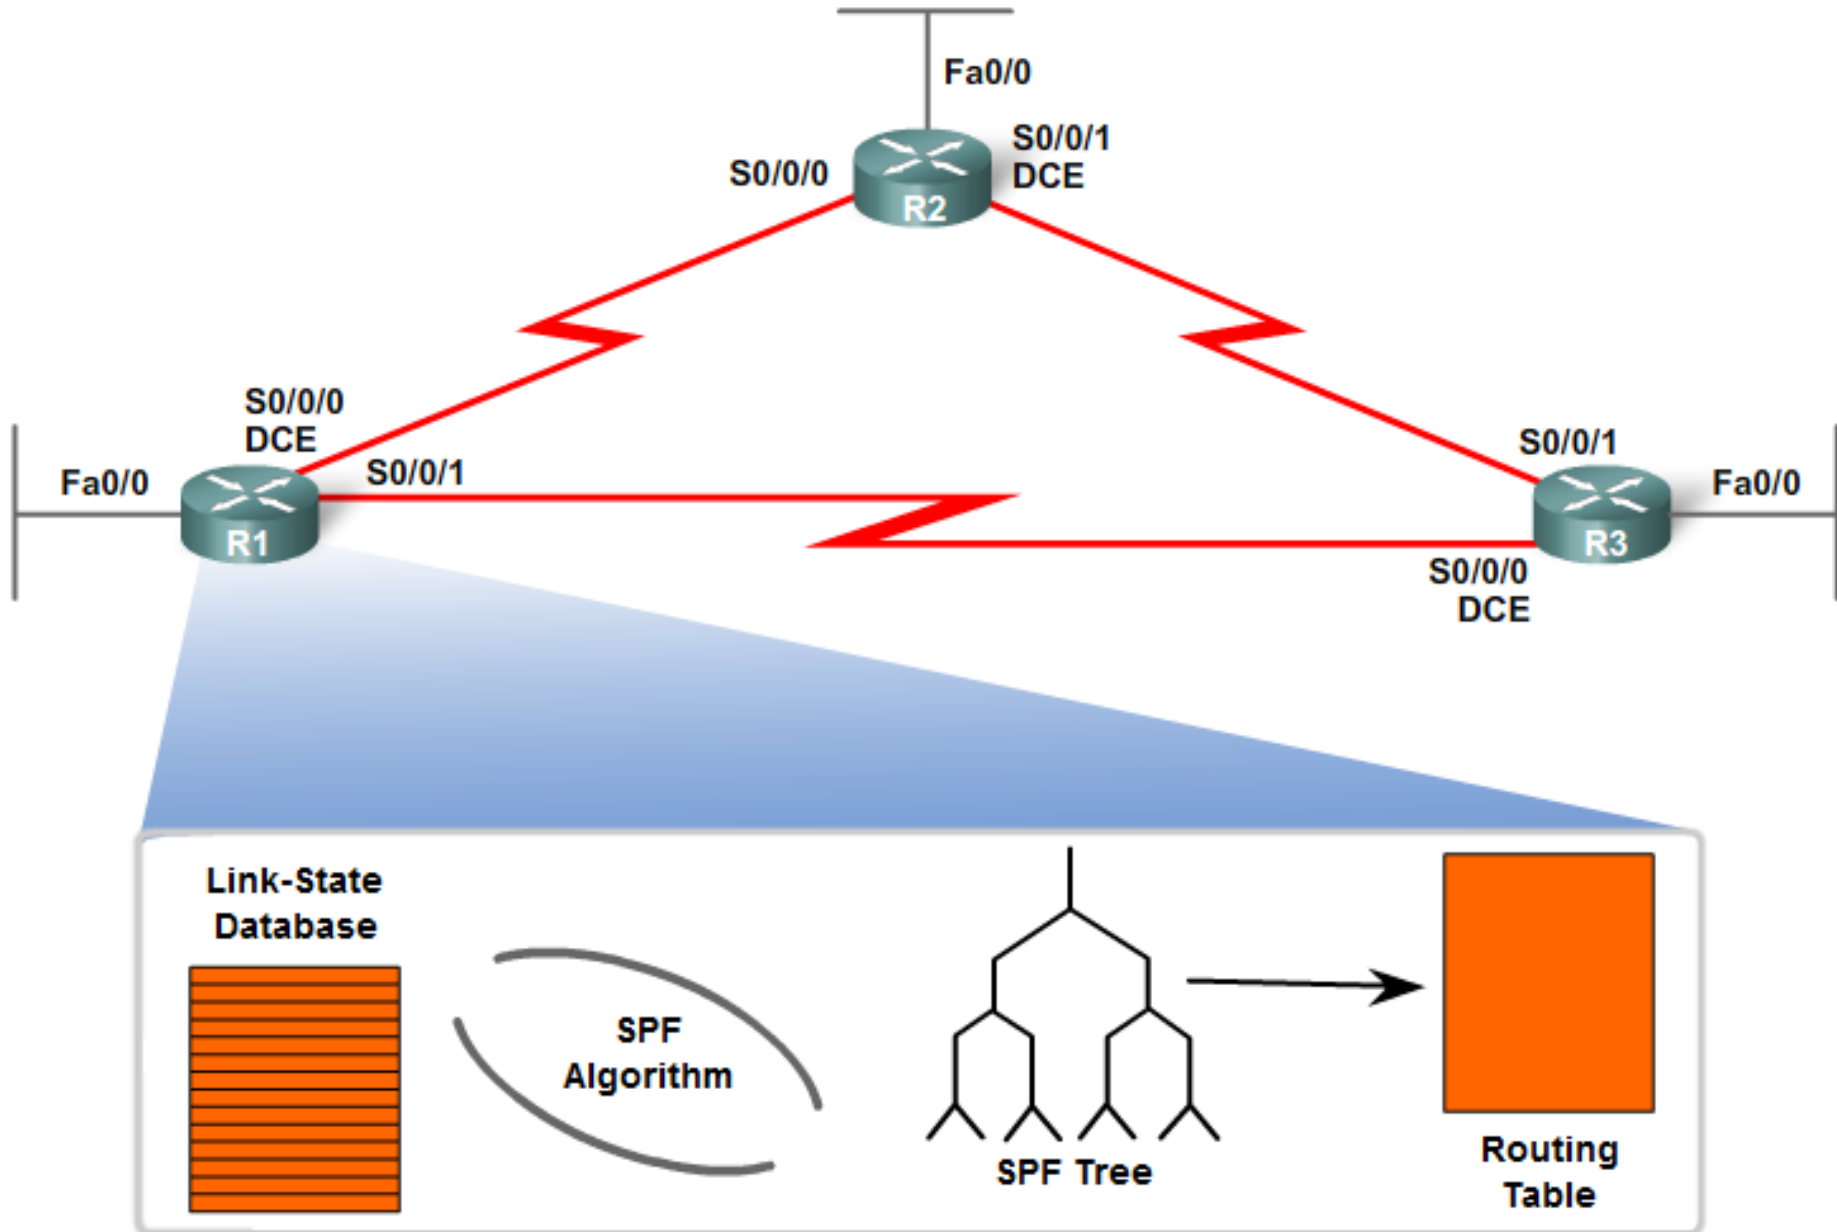 Fa0/0
S0/0/1
DCE
S0/0/0
R2
S0/0/0
DCE
S0/0/1
Fa0/0
R1
S0/0/1
Fa0/0
R3
S0/0/0
DCE
Link-State
Database
SPF
Algorithm
SPF Tree
Routing
Table